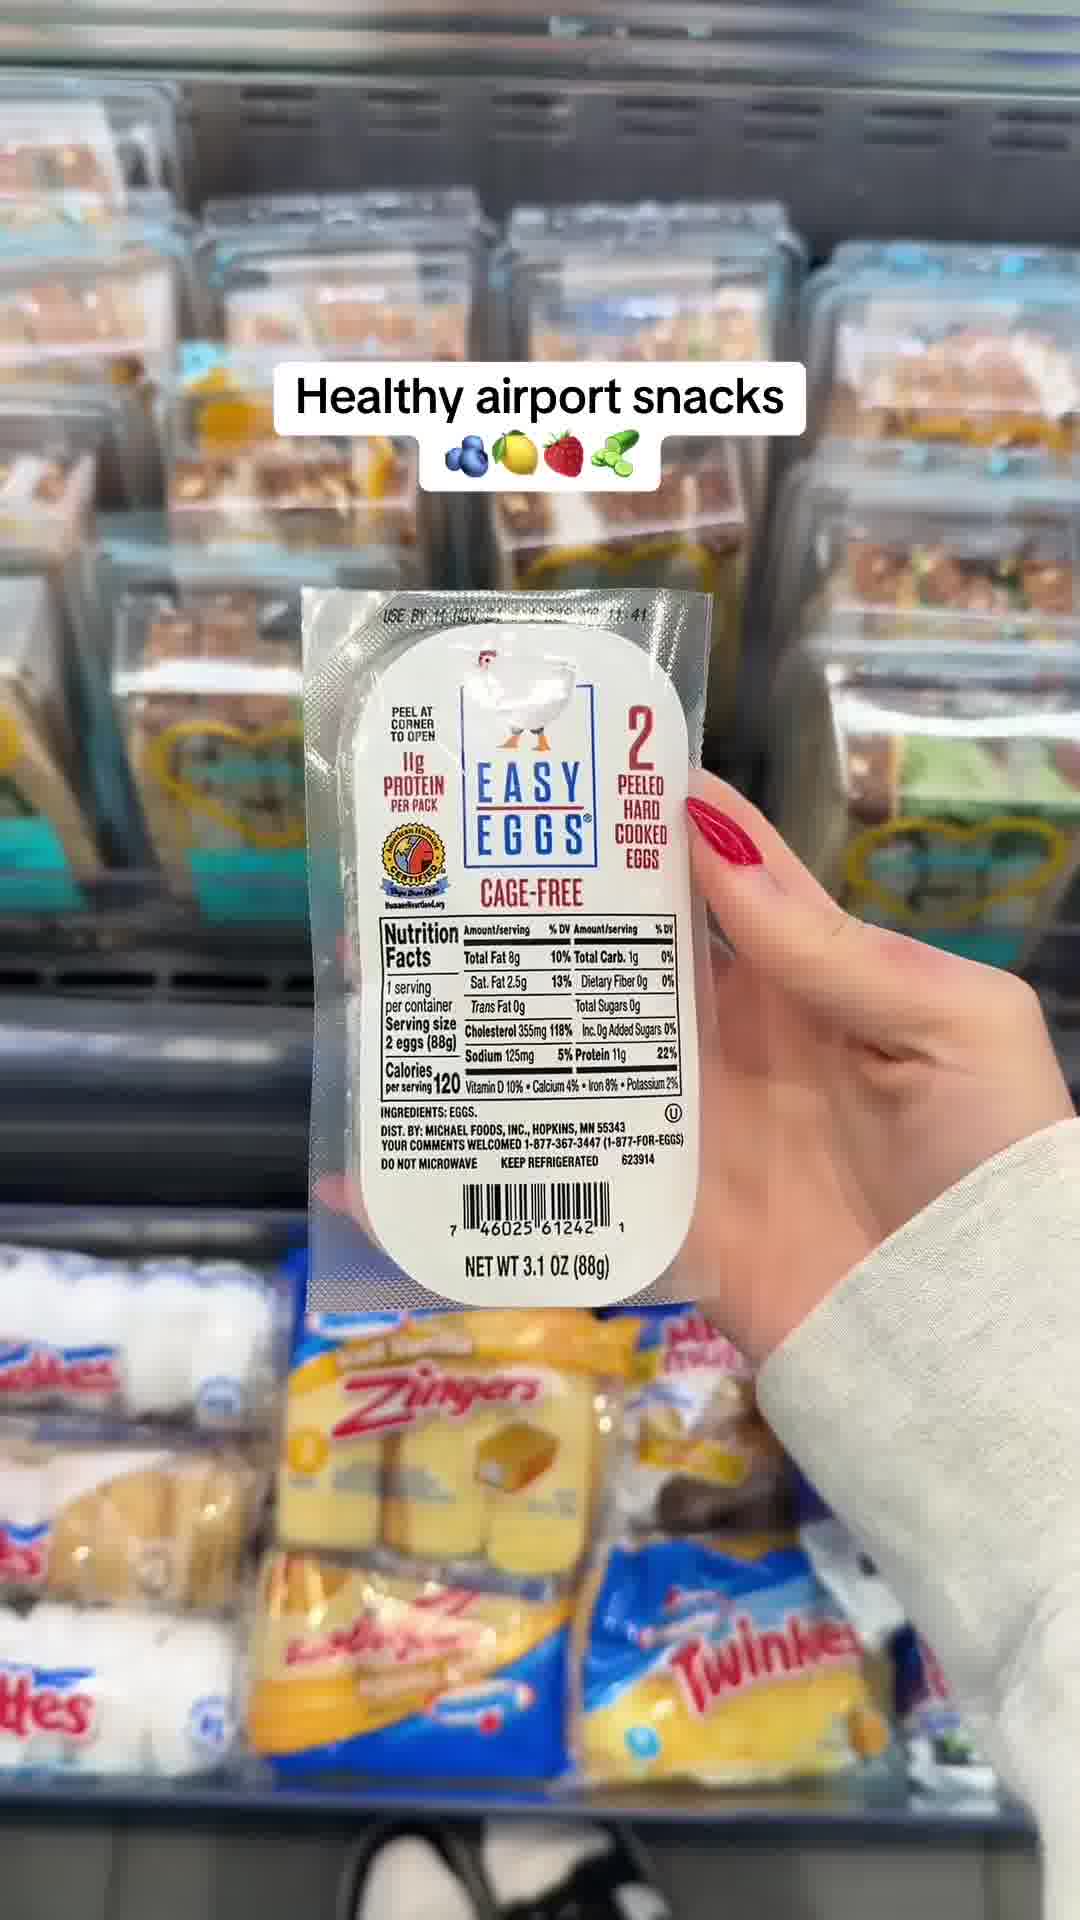 Healthy airport snacks
USE BY 11 NOV
11:41
PEEL AT
CORNER
TO OPEN
11g
PROTEIN
PER PACK
American Humane
CERTIFIED
EASY
EGGS®
CAGE-FREE
2
PEELED
HARD
COOKED
EGGS
Nutrition
Facts
1 serving
per container
Serving size
2 eggs (88g)
Calories
per serving 120
Amount/serving % DV
Total Fat 8g 10%
Sat. Fat 2.5g 13%
Trans Fat 0g
Cholesterol 355mg 118%
Sodium 125mg 5%
Amount/serving % DV
Total Carb. 1g 0%
Dietary Fiber 0g 0%
Total Sugars 0g
Inc. 0g Added Sugars 0%
Protein 11g 22%
Vitamin D 10% • Calcium 4% • Iron 8% • Potassium 2%
INGREDIENTS: EGGS.
U
DIST. BY: MICHAEL FOODS, INC., HOPKINS, MN 55343
YOUR COMMENTS WELCOMED 1-877-367-3447 (1-877-FOR-EGGS)
DO NOT MICROWAVE KEEP REFRIGERATED 623914
7 46025 61242 1
NET WT 3.1 OZ (88g)
Zingers
Twinkies